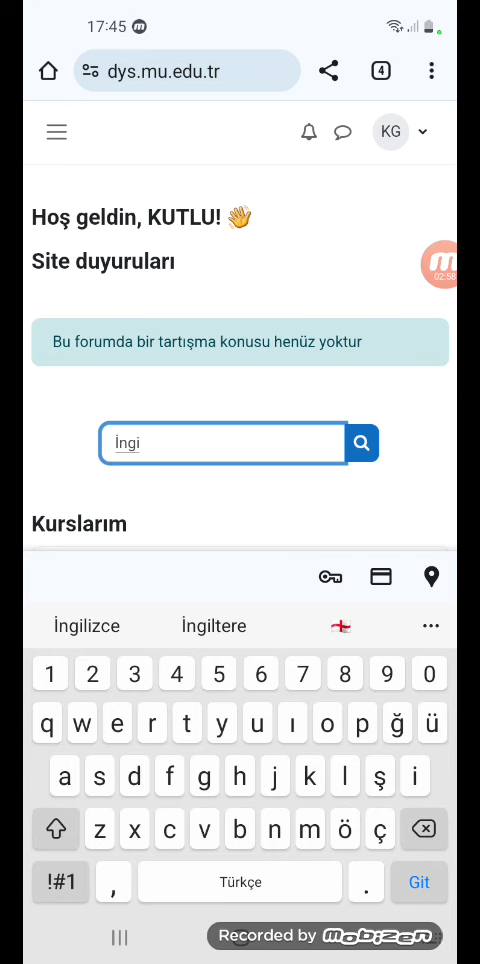 17:45
dys.mu.edu.tr
4
KG
Hoş geldin, KUTLU! 👋
Site duyuruları
02:58
Bu forumda bir tartışma konusu henüz yoktur
İngi
Kurslarım
İngilizce İngiltere 🏴󠁧󠁢󠁥󠁮󠁧󠁿 ...
1 2 3 4 5 6 7 8 9 0
q w e r t y u ı o p ğ ü
a s d f g h j k l ş i
z x c v b n m ö ç
!#1 , Türkçe . Git
Recorded by mobizen